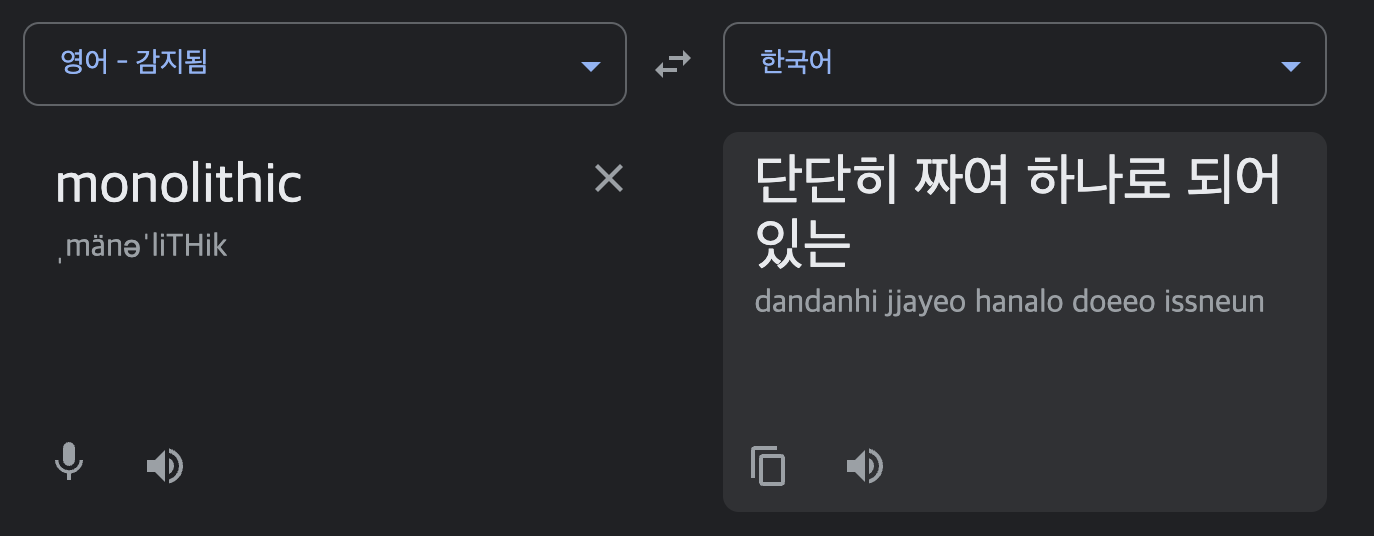 영어 - 감지됨
한국어
monolithic
ˌmänəˈliTHik
단단히 짜여 하나로 되어
있는
dandanhi jjayeo hanalo doeeo issneun